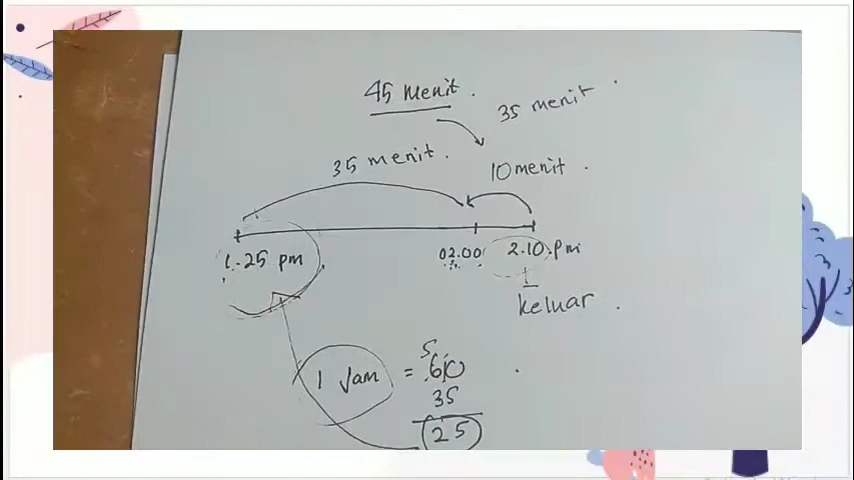 45 menit.
35 menit
35 menit.
10 menit.
1.25 pm
02.00
2.10 pm
keluar.
1 Jam = 60
5
35
25